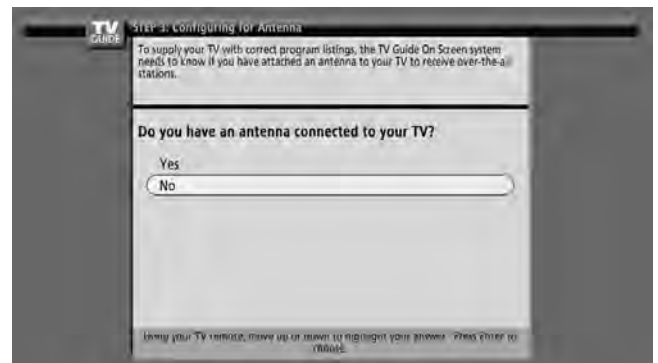 TV
GUIDE
STEP 3: Configuring for Antenna
To supply your TV with correct program listings, the TV Guide On Screen system
needs to know if you have attached an antenna to your TV to receive over-the-a
stations.
Do you have an antenna connected to your TV?
Yes
No
Using your TV remote, move up or down to highlight your answer. Press Enter to
choose.